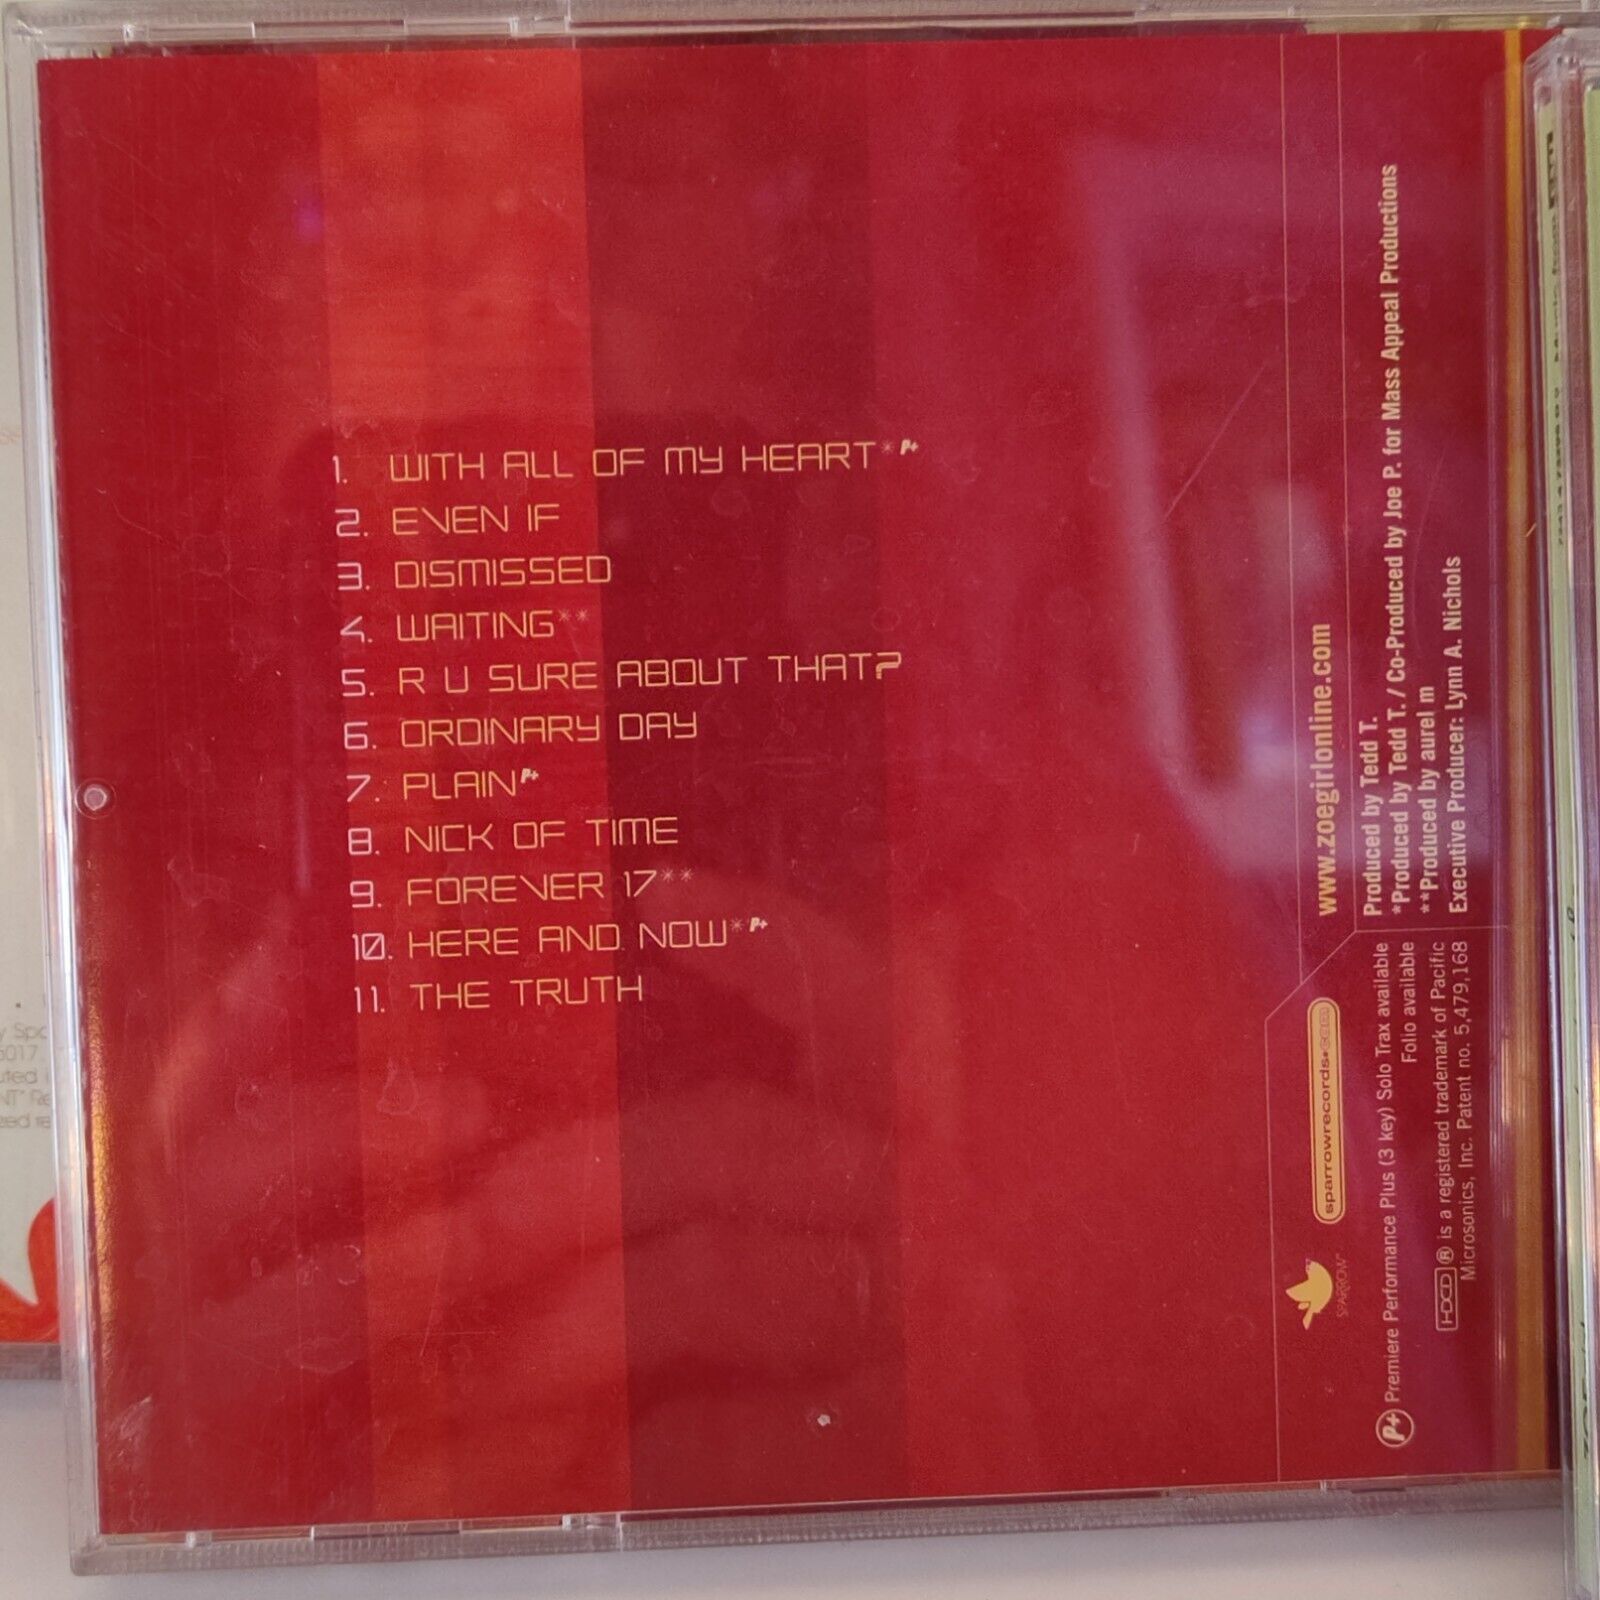 1. WITH ALL OF MY HEART*P+
2. EVEN IF
3. DISMISSED
4. WAITING**
5. R U SURE ABOUT THAT?
6. ORDINARY DAY
7. PLAIN P+
8. NICK OF TIME
9. FOREVER 17**
10. HERE AND NOW*P+
11. THE TRUTH
www.zoegirlonline.com
Produced by Tedd T.
*Produced by Tedd T. / Co-Produced by Joe P. for Mass Appeal Productions
**Produced by aurel m
Executive Producer: Lynn A. Nichols
sparrowrecords.com
SPARROW™
P+ Premiere Performance Plus (3 key) Solo Trax available
Folio available
HDCD ® is a registered trademark of Pacific
Microsonics, Inc. Patent no. 5,479,168